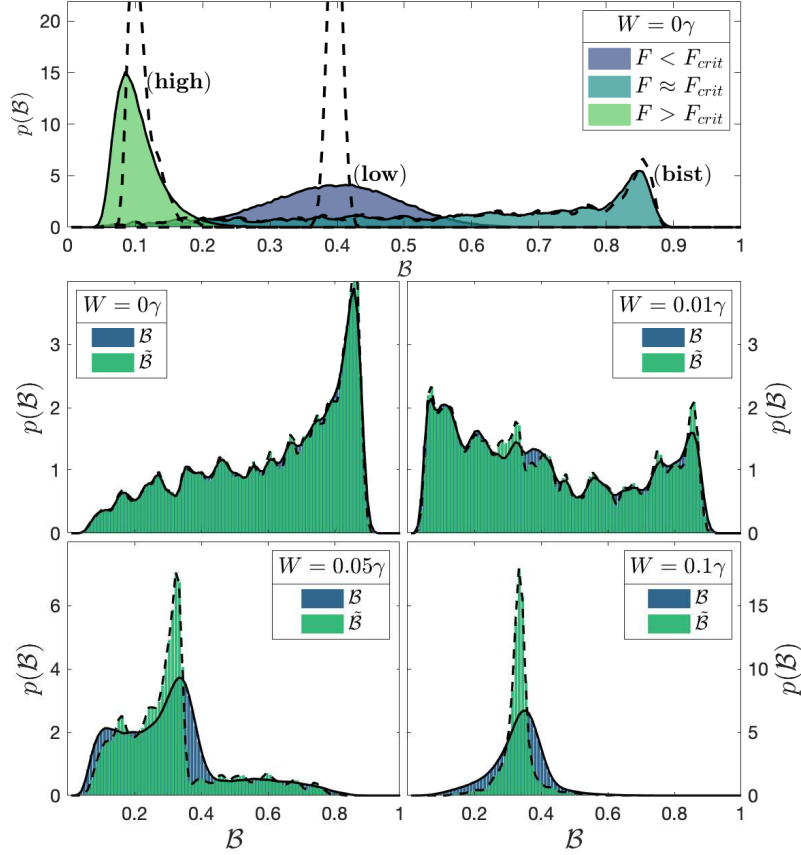 20
15
10
5
0
p(𝓑)
(high)
(low)
(bist)
W = 0γ
F < F_crit
F ≈ F_crit
F > F_crit
0 0.1 0.2 0.3 0.4 0.5 0.6 0.7 0.8 0.9 1
𝓑
W = 0γ
𝓑
𝓑̃
3
2
1
0
p(𝓑)
W = 0.01γ
𝓑
𝓑̃
3
2
1
0
p(𝓑)
W = 0.05γ
𝓑
𝓑̃
6
4
2
0
p(𝓑)
0.2 0.4 0.6 0.8 1
𝓑
W = 0.1γ
𝓑
𝓑̃
15
10
5
0
p(𝓑)
0.2 0.4 0.6 0.8 1
𝓑